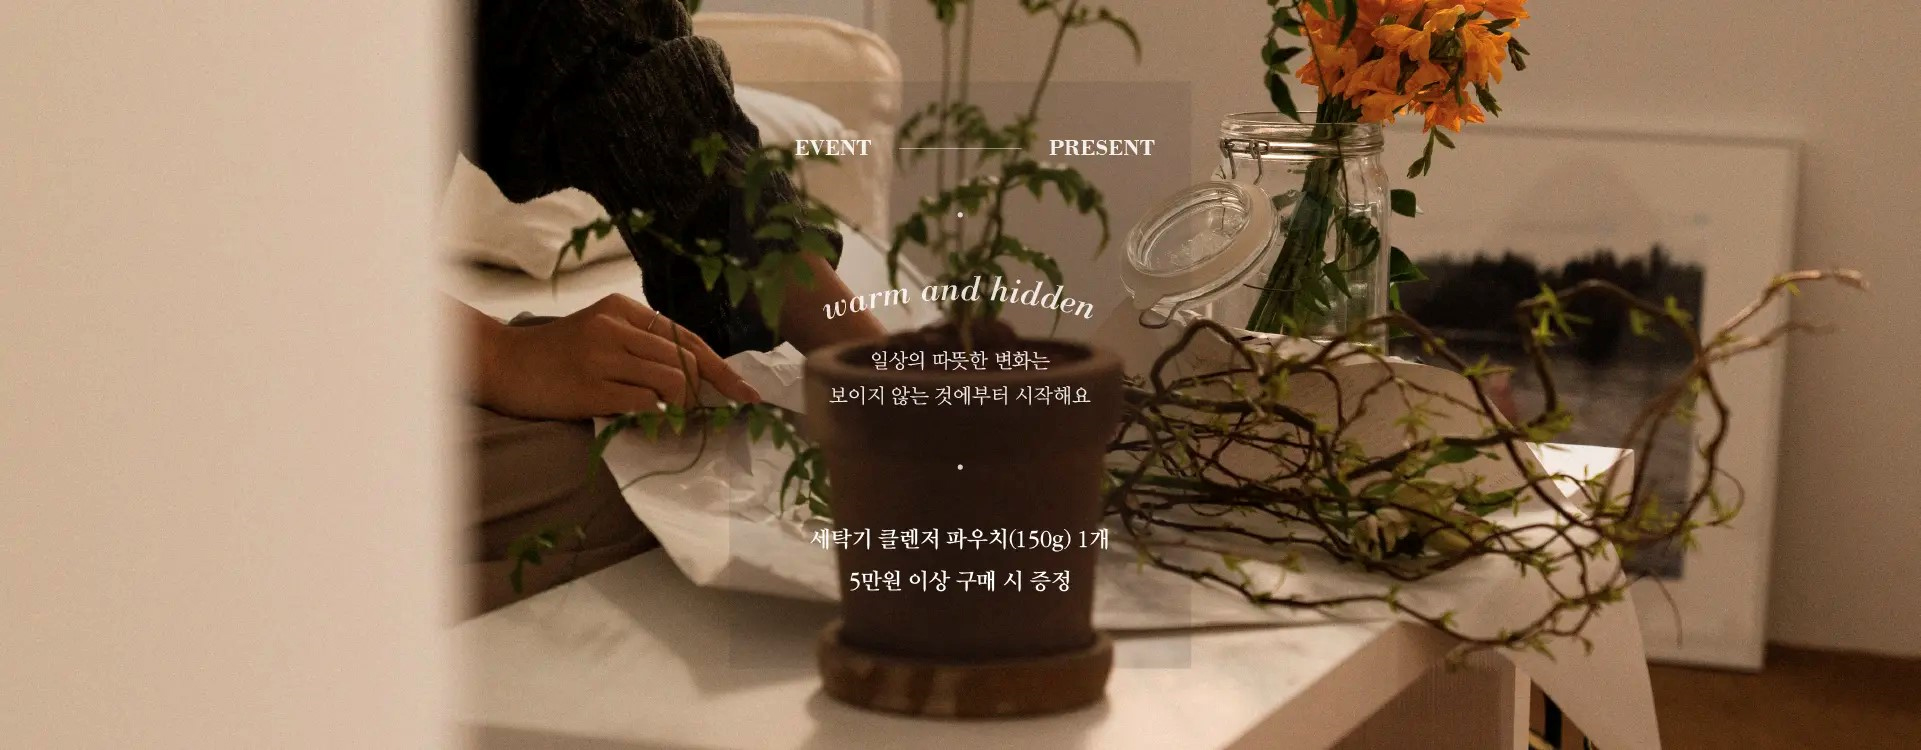 EVENT PRESENT
warm and hidden
일상의 따뜻한 변화는
보이지 않는 것에부터 시작해요
세탁기 클렌저 파우치(150g) 1개
5만원 이상 구매 시 증정